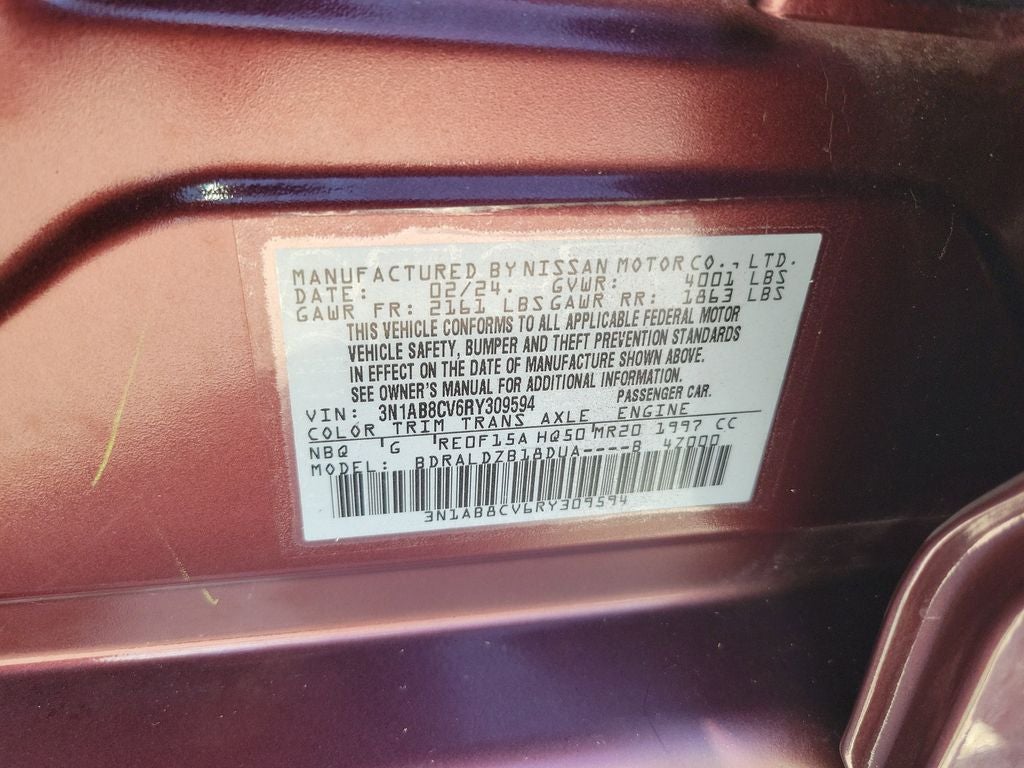 MANUFACTURED BY NISSAN MOTOR CO., LTD.
DATE: 02/24. GVWR: 4001 LBS
GAWR FR: 2161 LBS GAWR RR: 1863 LBS
THIS VEHICLE CONFORMS TO ALL APPLICABLE FEDERAL MOTOR
VEHICLE SAFETY, BUMPER AND THEFT PREVENTION STANDARDS
IN EFFECT ON THE DATE OF MANUFACTURE SHOWN ABOVE.
SEE OWNER'S MANUAL FOR ADDITIONAL INFORMATION.
VIN: 3N1AB8CV6RY309594 PASSENGER CAR.
COLOR TRIM TRANS AXLE ENGINE
NBQ G RE0F15A HQ50 MR20 1997 CC
MODEL: BDRALDZB18DUA----B 47000
3N1AB8CV6RY309594